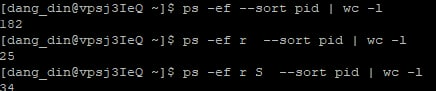 [dang_din@vpsj3IeQ ~]$ ps -ef --sort pid | wc -l
182
[dang_din@vpsj3IeQ ~]$ ps -ef r  --sort pid | wc -l
25
[dang_din@vpsj3IeQ ~]$ ps -ef r S  --sort pid | wc -l
34